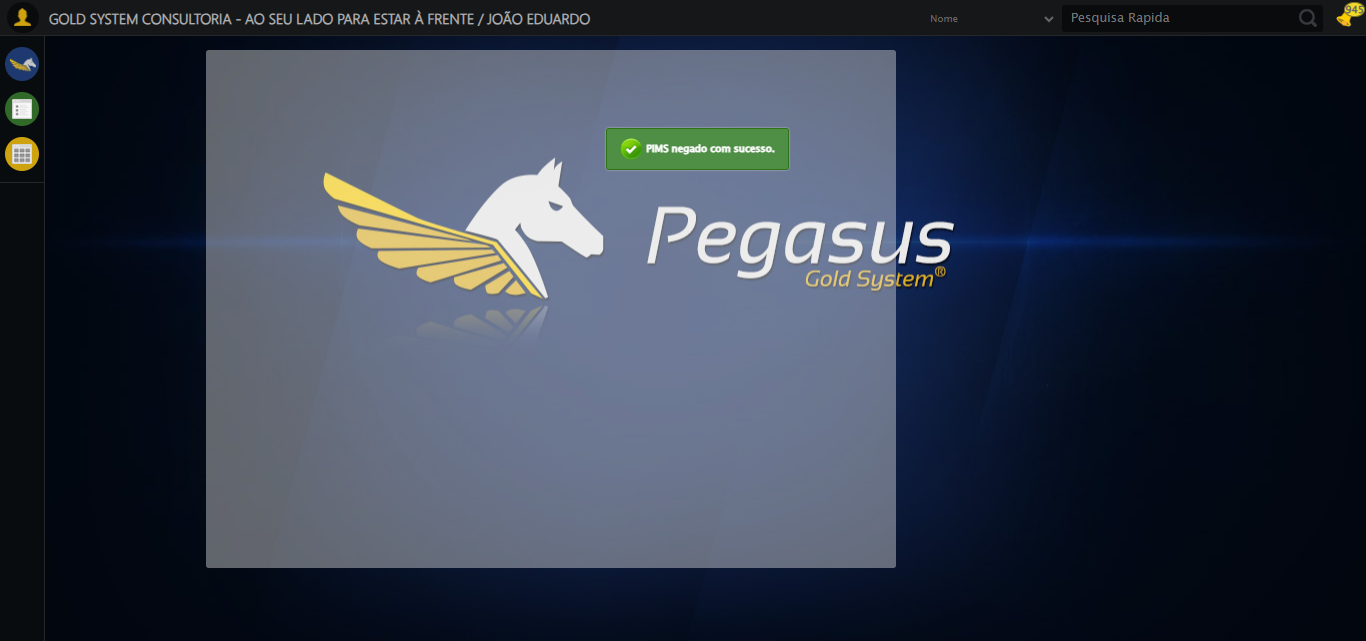 GOLD SYSTEM CONSULTORIA - AO SEU LADO PARA ESTAR À FRENTE / JOÃO EDUARDO
Nome
Pesquisa Rapida
945
PIMS negado com sucesso.
Pegasus
Gold System®